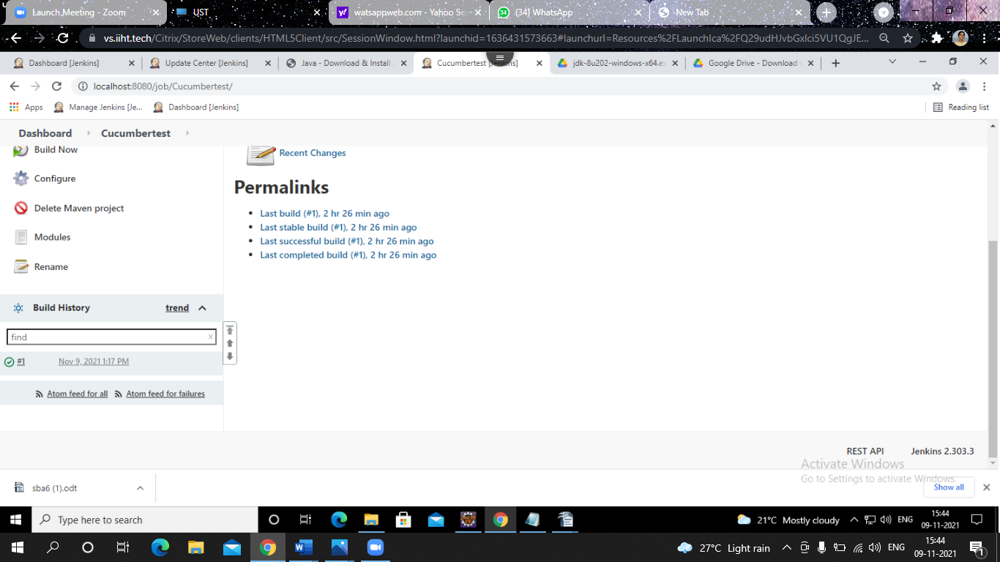 Launch Meeting - Zoom
UST
watsappweb.com - Yahoo Se
(34) WhatsApp
New Tab
vs.iiht.tech/Citrix/StoreWeb/clients/HTML5Client/src/SessionWindow.html?launchid=1636431573663#launchurl=Resources%2FLaunchIca%2FQ29udHJvbGxlci5VU1QgJE...
Dashboard [Jenkins]
Update Center [Jenkins]
Java - Download & Install
Cucumbertest [Jenkins]
jdk-8u202-windows-x64.ex
Google Drive - Download
localhost:8080/job/Cucumbertest/
Apps
Manage Jenkins [Je...
Dashboard [Jenkins]
Reading list
Dashboard
Cucumbertest
Build Now
Configure
Delete Maven project
Modules
Rename
Build History
trend
find
x
#1
Nov 9, 2021 1:17 PM
Atom feed for all
Atom feed for failures
Recent Changes
Permalinks
Last build (#1), 2 hr 26 min ago
Last stable build (#1), 2 hr 26 min ago
Last successful build (#1), 2 hr 26 min ago
Last completed build (#1), 2 hr 26 min ago
REST API
Jenkins 2.303.3
Activate Windows
Go to Settings to activate Windows.
sba6 (1).odt
Show all
Type here to search
21°C Mostly cloudy
ENG
15:44
09-11-2021
27°C Light rain
ENG
15:44
09-11-2021
1